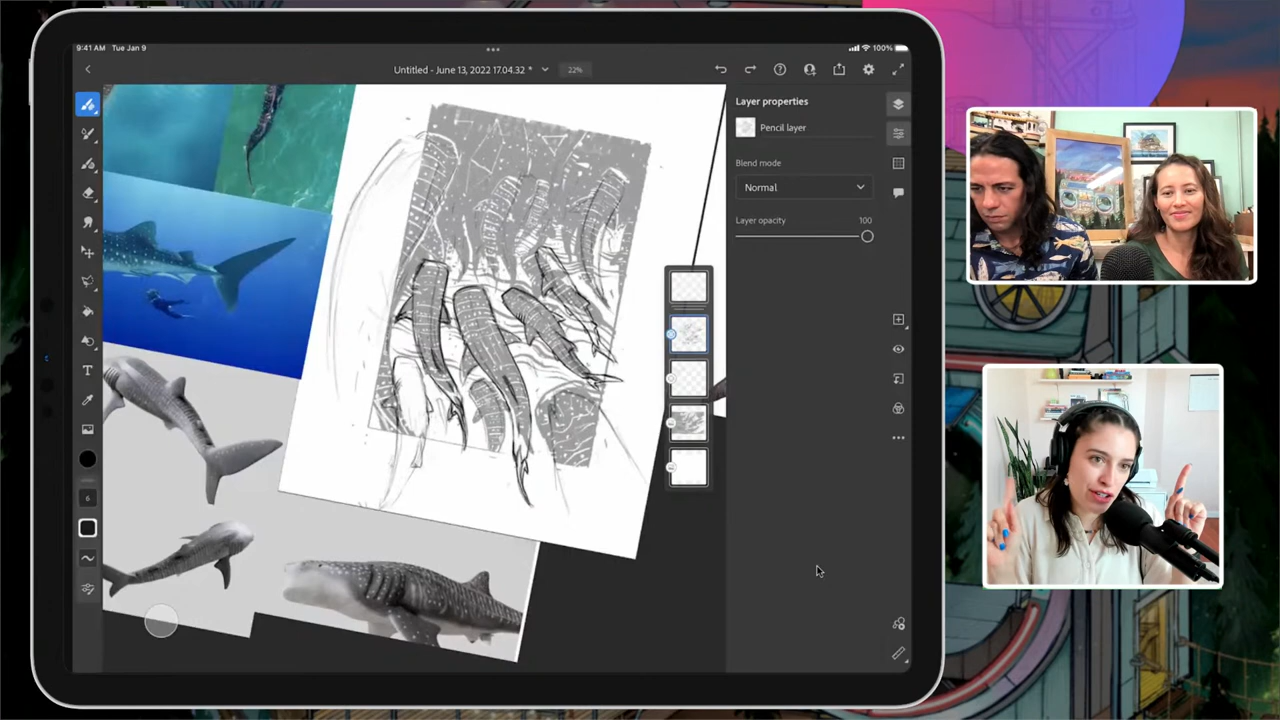 9:41 AM Tue Jan 9
100%
Untitled - June 13, 2022 17.04.32 *
22%
Layer properties
Pencil layer
Blend mode
Normal
Layer opacity 100
T
6